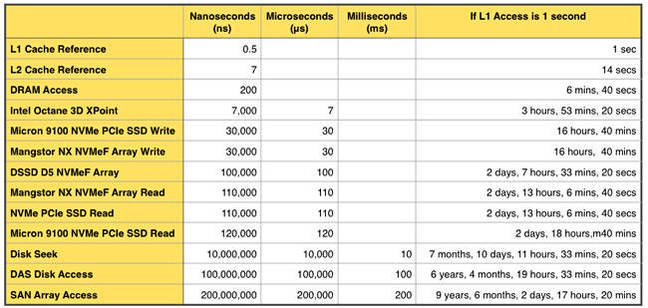 Nanoseconds (ns) Microseconds (µs) Milliseconds (ms) If L1 Access is 1 second
L1 Cache Reference 0.5 1 sec
L2 Cache Reference 7 14 secs
DRAM Access 200 6 mins, 40 secs
Intel Octane 3D XPoint 7,000 7 3 hours, 53 mins, 20 secs
Micron 9100 NVMe PCIe SSD Write 30,000 30 16 hours, 40 mins
Mangstor NX NVMeF Array Write 30,000 30 16 hours, 40 mins
DSSD D5 NVMeF Array 100,000 100 2 days, 7 hours, 33 mins, 20 secs
Mangstor NX NVMeF Array Read 110,000 110 2 days, 13 hours, 6 mins, 40 secs
NVMe PCIe SSD Read 110,000 110 2 days, 13 hours, 6 mins, 40 secs
Micron 9100 NVMe PCIe SSD Read 120,000 120 2 days, 18 hours,m40 mins
Disk Seek 10,000,000 10,000 10 7 months, 10 days, 11 hours, 33 mins, 20 secs
DAS Disk Access 100,000,000 100,000 100 6 years, 4 months, 19 hours, 33 mins, 20 secs
SAN Array Access 200,000,000 200,000 200 9 years, 6 months, 2 days, 17 hours, 20 mins